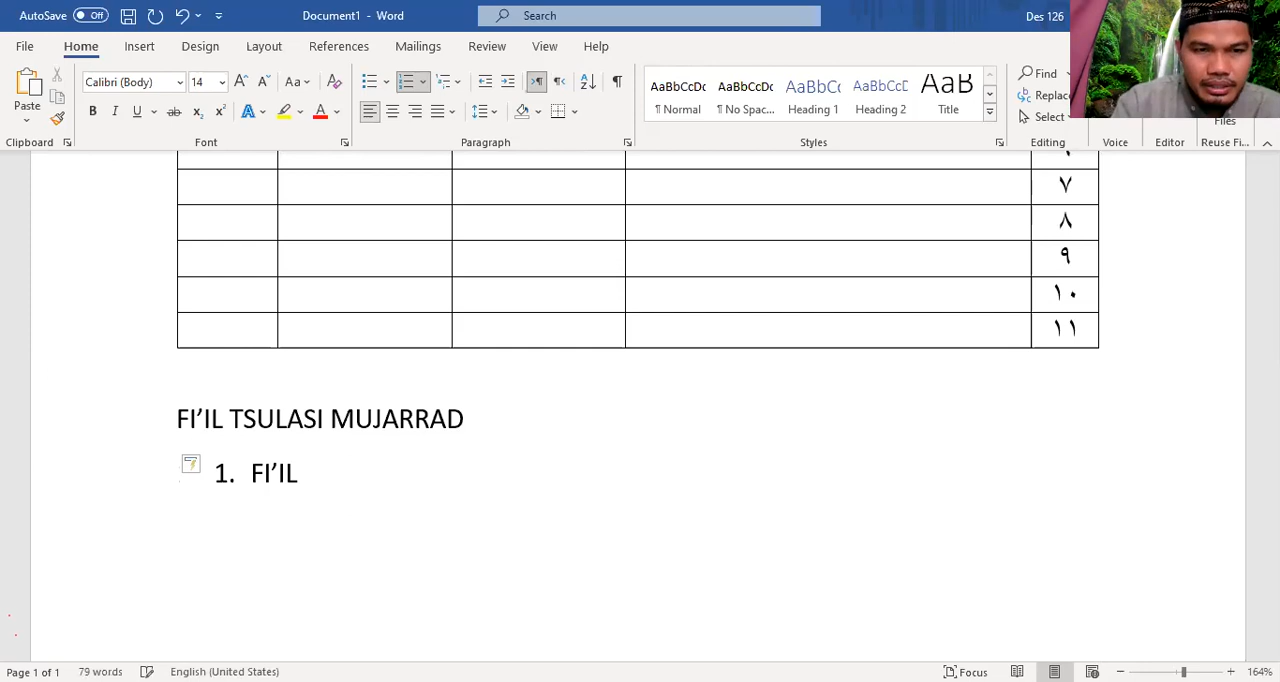 AutoSave Off Document1 - Word Search Des 126
File Home Insert Design Layout References Mailings Review View Help
Paste Calibri (Body) 14 Aa AaBbCcDc AaBbCcDc AaBbC AaBbCcD AaB Find
¶ Normal ¶ No Spac... Heading 1 Heading 2 Title Replace
Select Files
Clipboard Font Paragraph Styles Editing Voice Editor Reuse Fi...
٧
٨
٩
١٠
١١
FI’IL TSULASI MUJARRAD
1. FI’IL
Page 1 of 1 79 words English (United States) Focus 164%